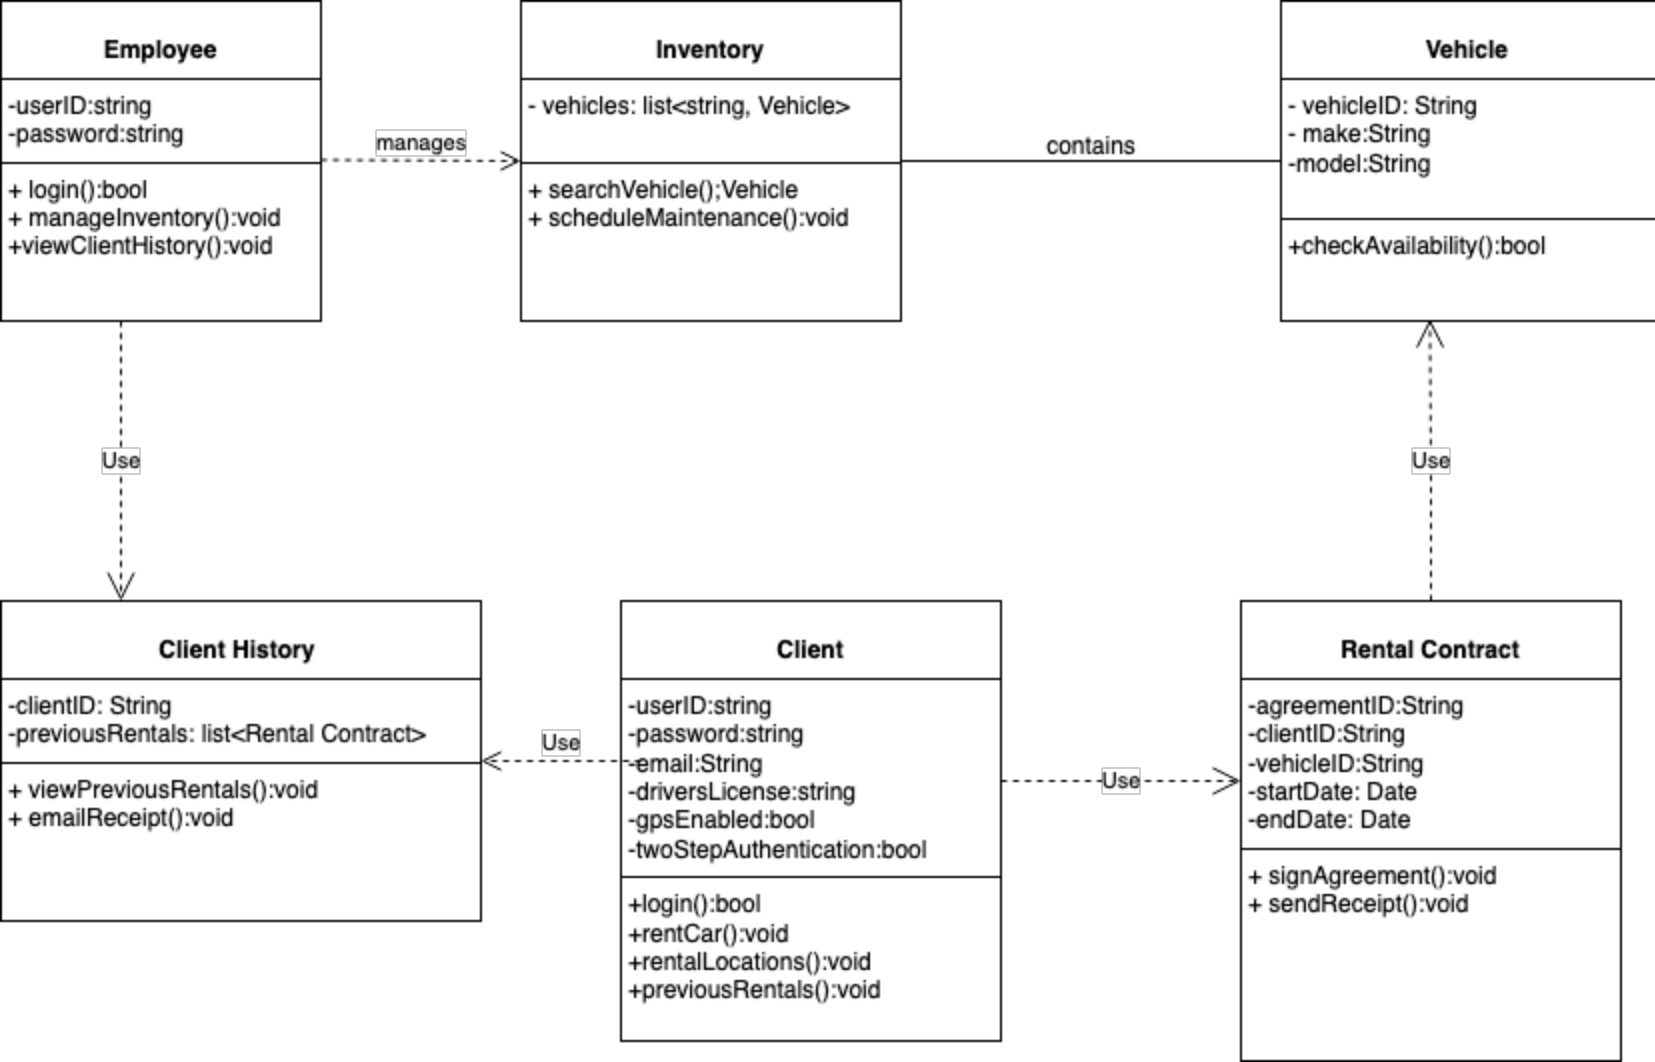 Employee
-userID:string
-password:string
+ login():bool
+ manageInventory():void
+viewClientHistory():void
manages
Inventory
- vehicles: list<string, Vehicle>
+ searchVehicle();Vehicle
+ scheduleMaintenance():void
contains
Vehicle
- vehicleID: String
- make:String
-model:String
+checkAvailability():bool
Use
Use
Client History
-clientID: String
-previousRentals: list<Rental Contract>
+ viewPreviousRentals():void
+ emailReceipt():void
Use
Client
-userID:string
-password:string
-email:String
-driversLicense:string
-gpsEnabled:bool
-twoStepAuthentication:bool
+login():bool
+rentCar():void
+rentalLocations():void
+previousRentals():void
Use
Rental Contract
-agreementID:String
-clientID:String
-vehicleID:String
-startDate: Date
-endDate: Date
+ signAgreement():void
+ sendReceipt():void